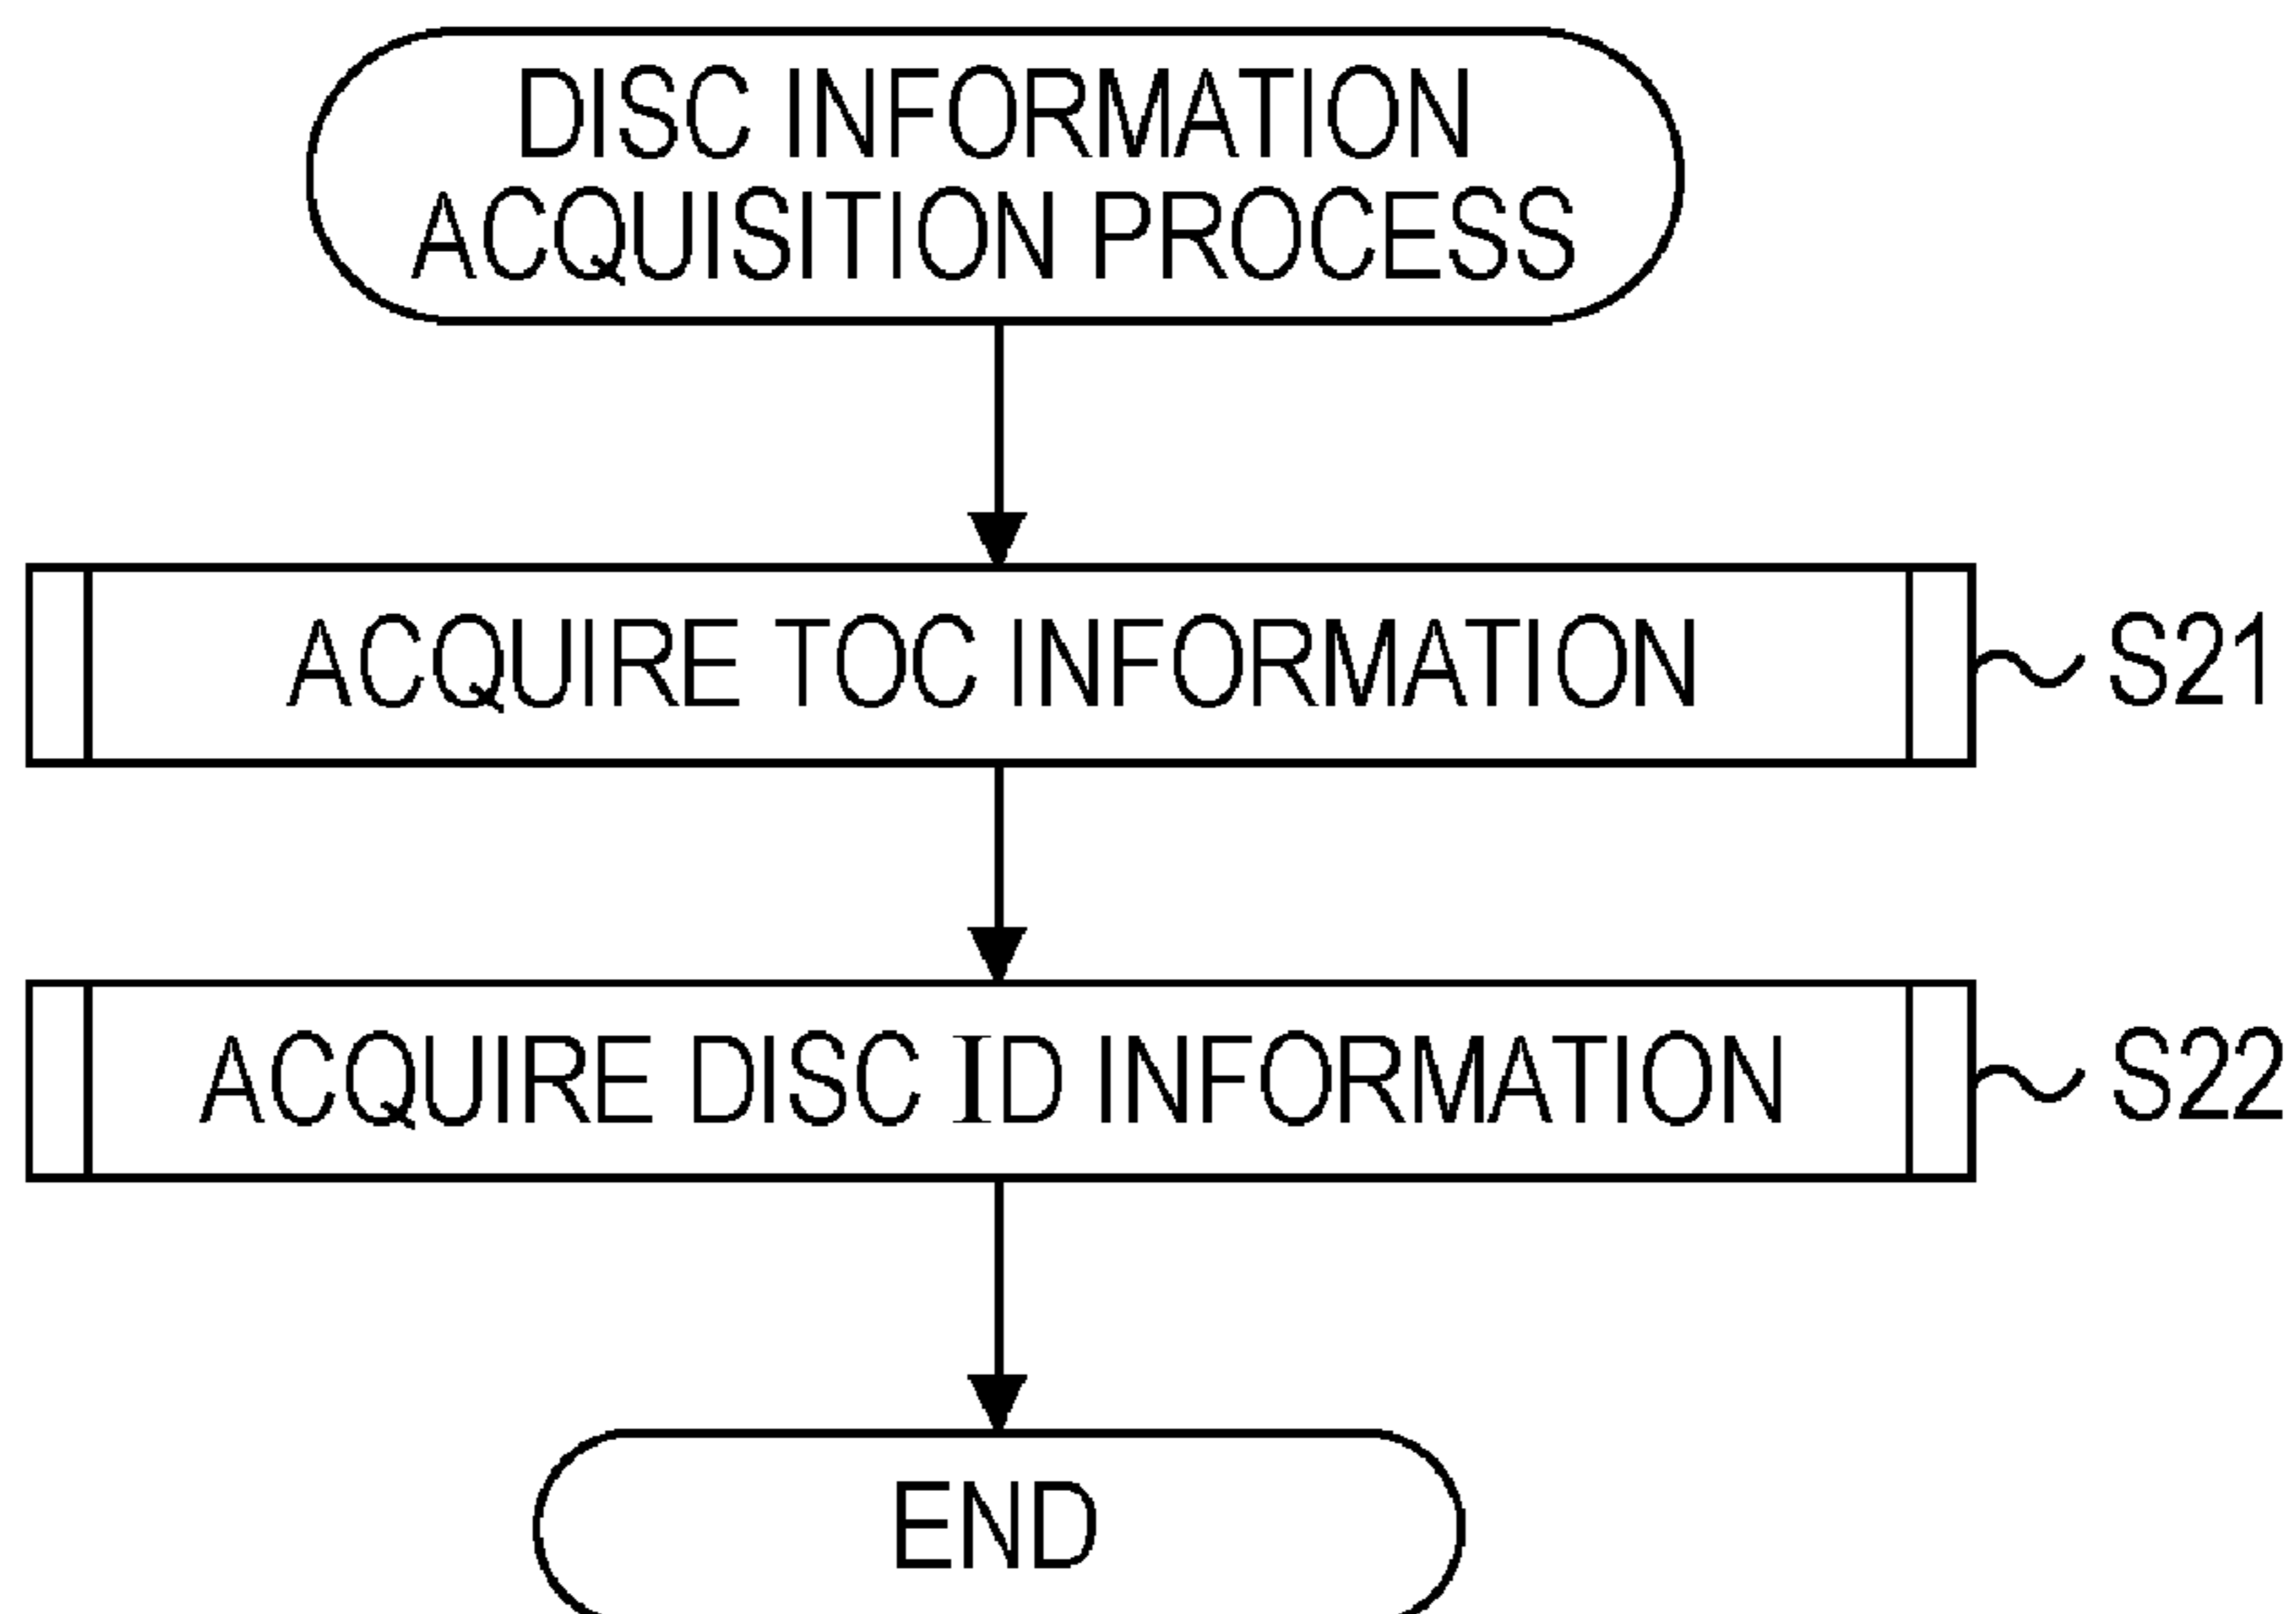 DISC INFORMATION
ACQUISITION PROCESS
ACQUIRE TOC INFORMATION
S21
ACQUIRE DISC ID INFORMATION
S22
END